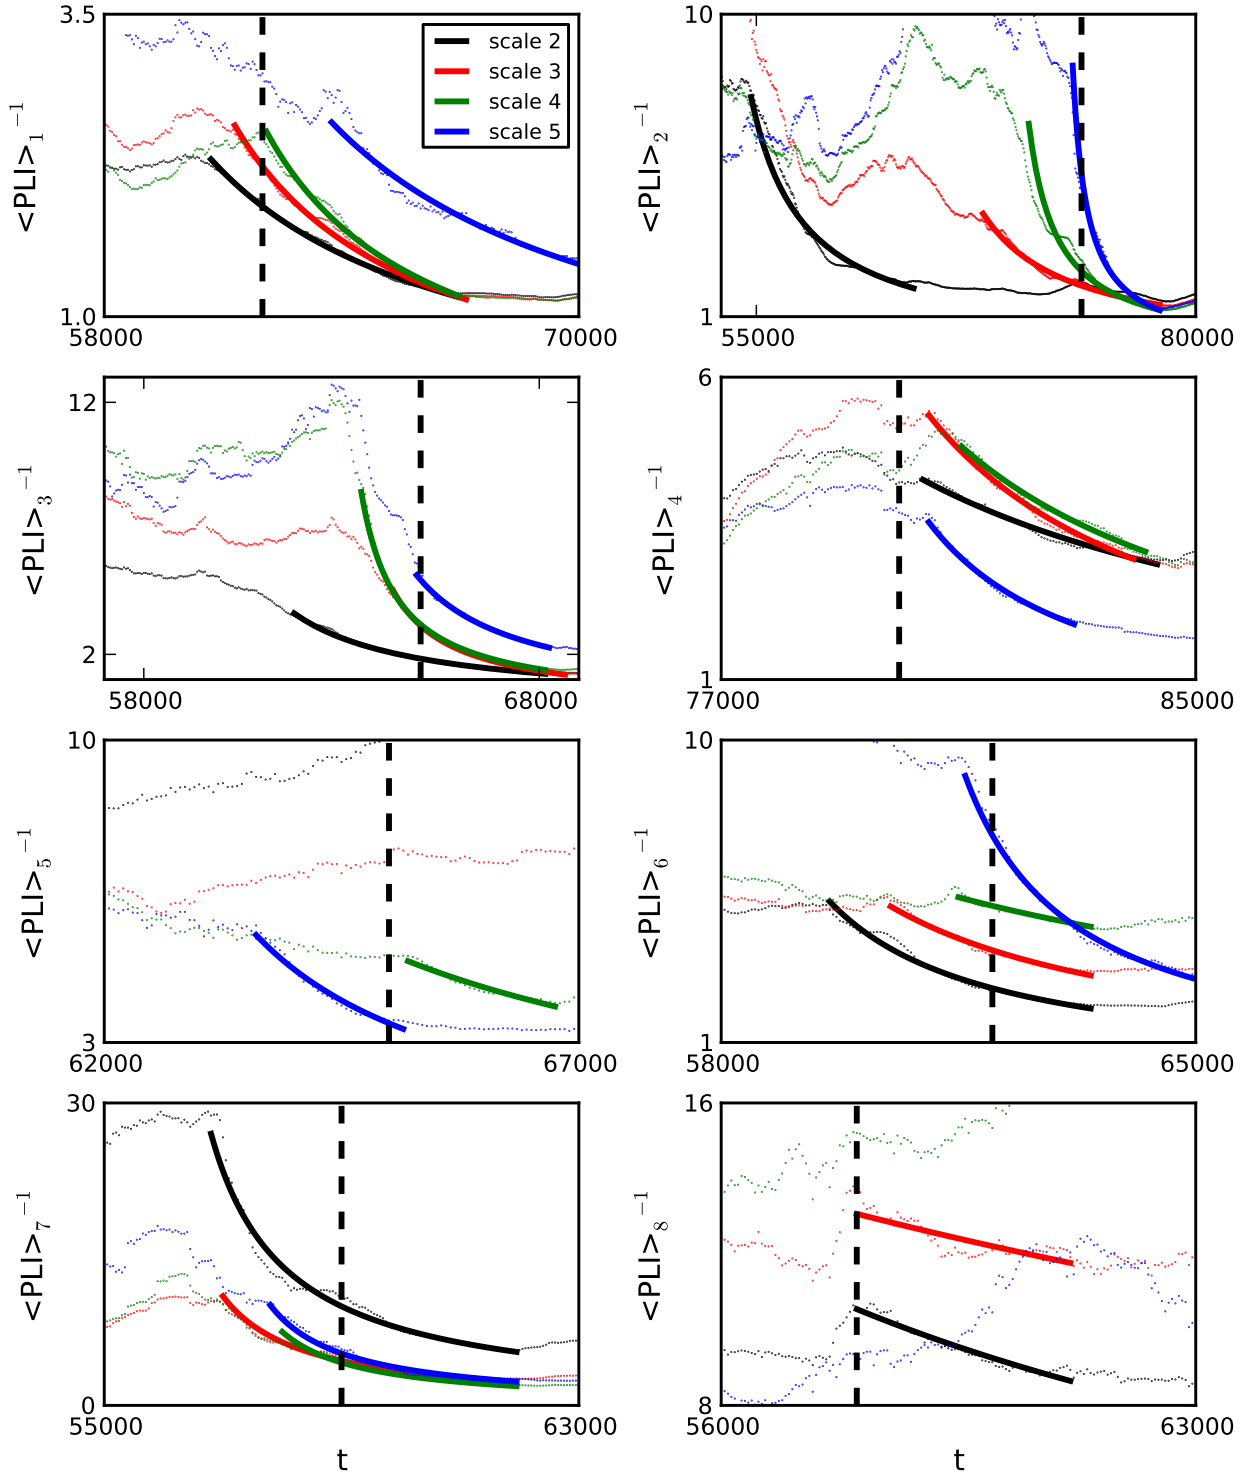 3.5
<PLI>₁⁻¹
scale 2
scale 3
scale 4
scale 5
1.0
58000 70000
10
<PLI>₂⁻¹
1
55000 80000
12
<PLI>₃⁻¹
2
58000 68000
6
<PLI>₄⁻¹
1
77000 85000
10
<PLI>₅⁻¹
3
62000 67000
10
<PLI>₆⁻¹
1
58000 65000
30
<PLI>₇⁻¹
0
55000 63000
t
16
<PLI>₈⁻¹
8
56000 63000
t